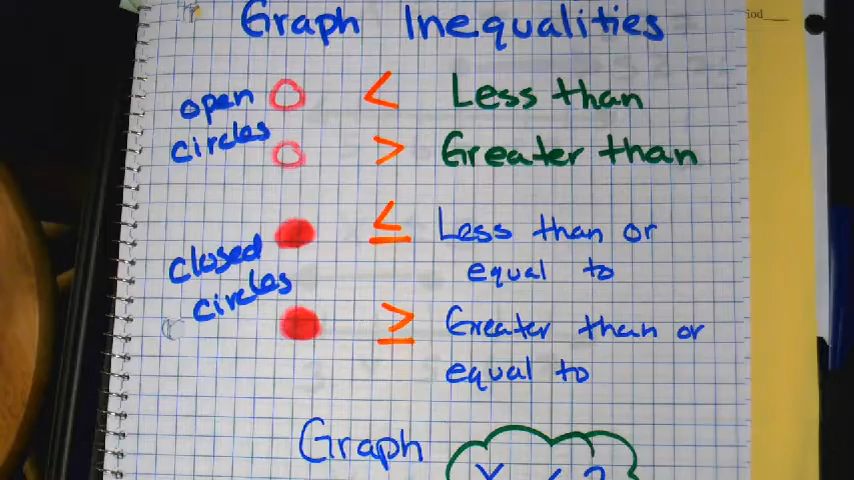 Graph Inequalities
open circles < Less than
> Greater than
closed circles ≤ Less than or
equal to
≥ Greater than or
equal to
Graph